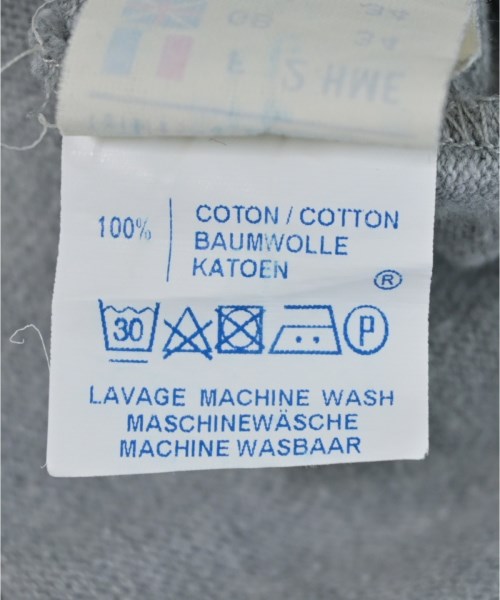 100%
COTON / COTTON
BAUMWOLLE
KATOEN
®
30
P
LAVAGE MACHINE WASH
MASCHINEWÄSCHE
MACHINE WASBAAR